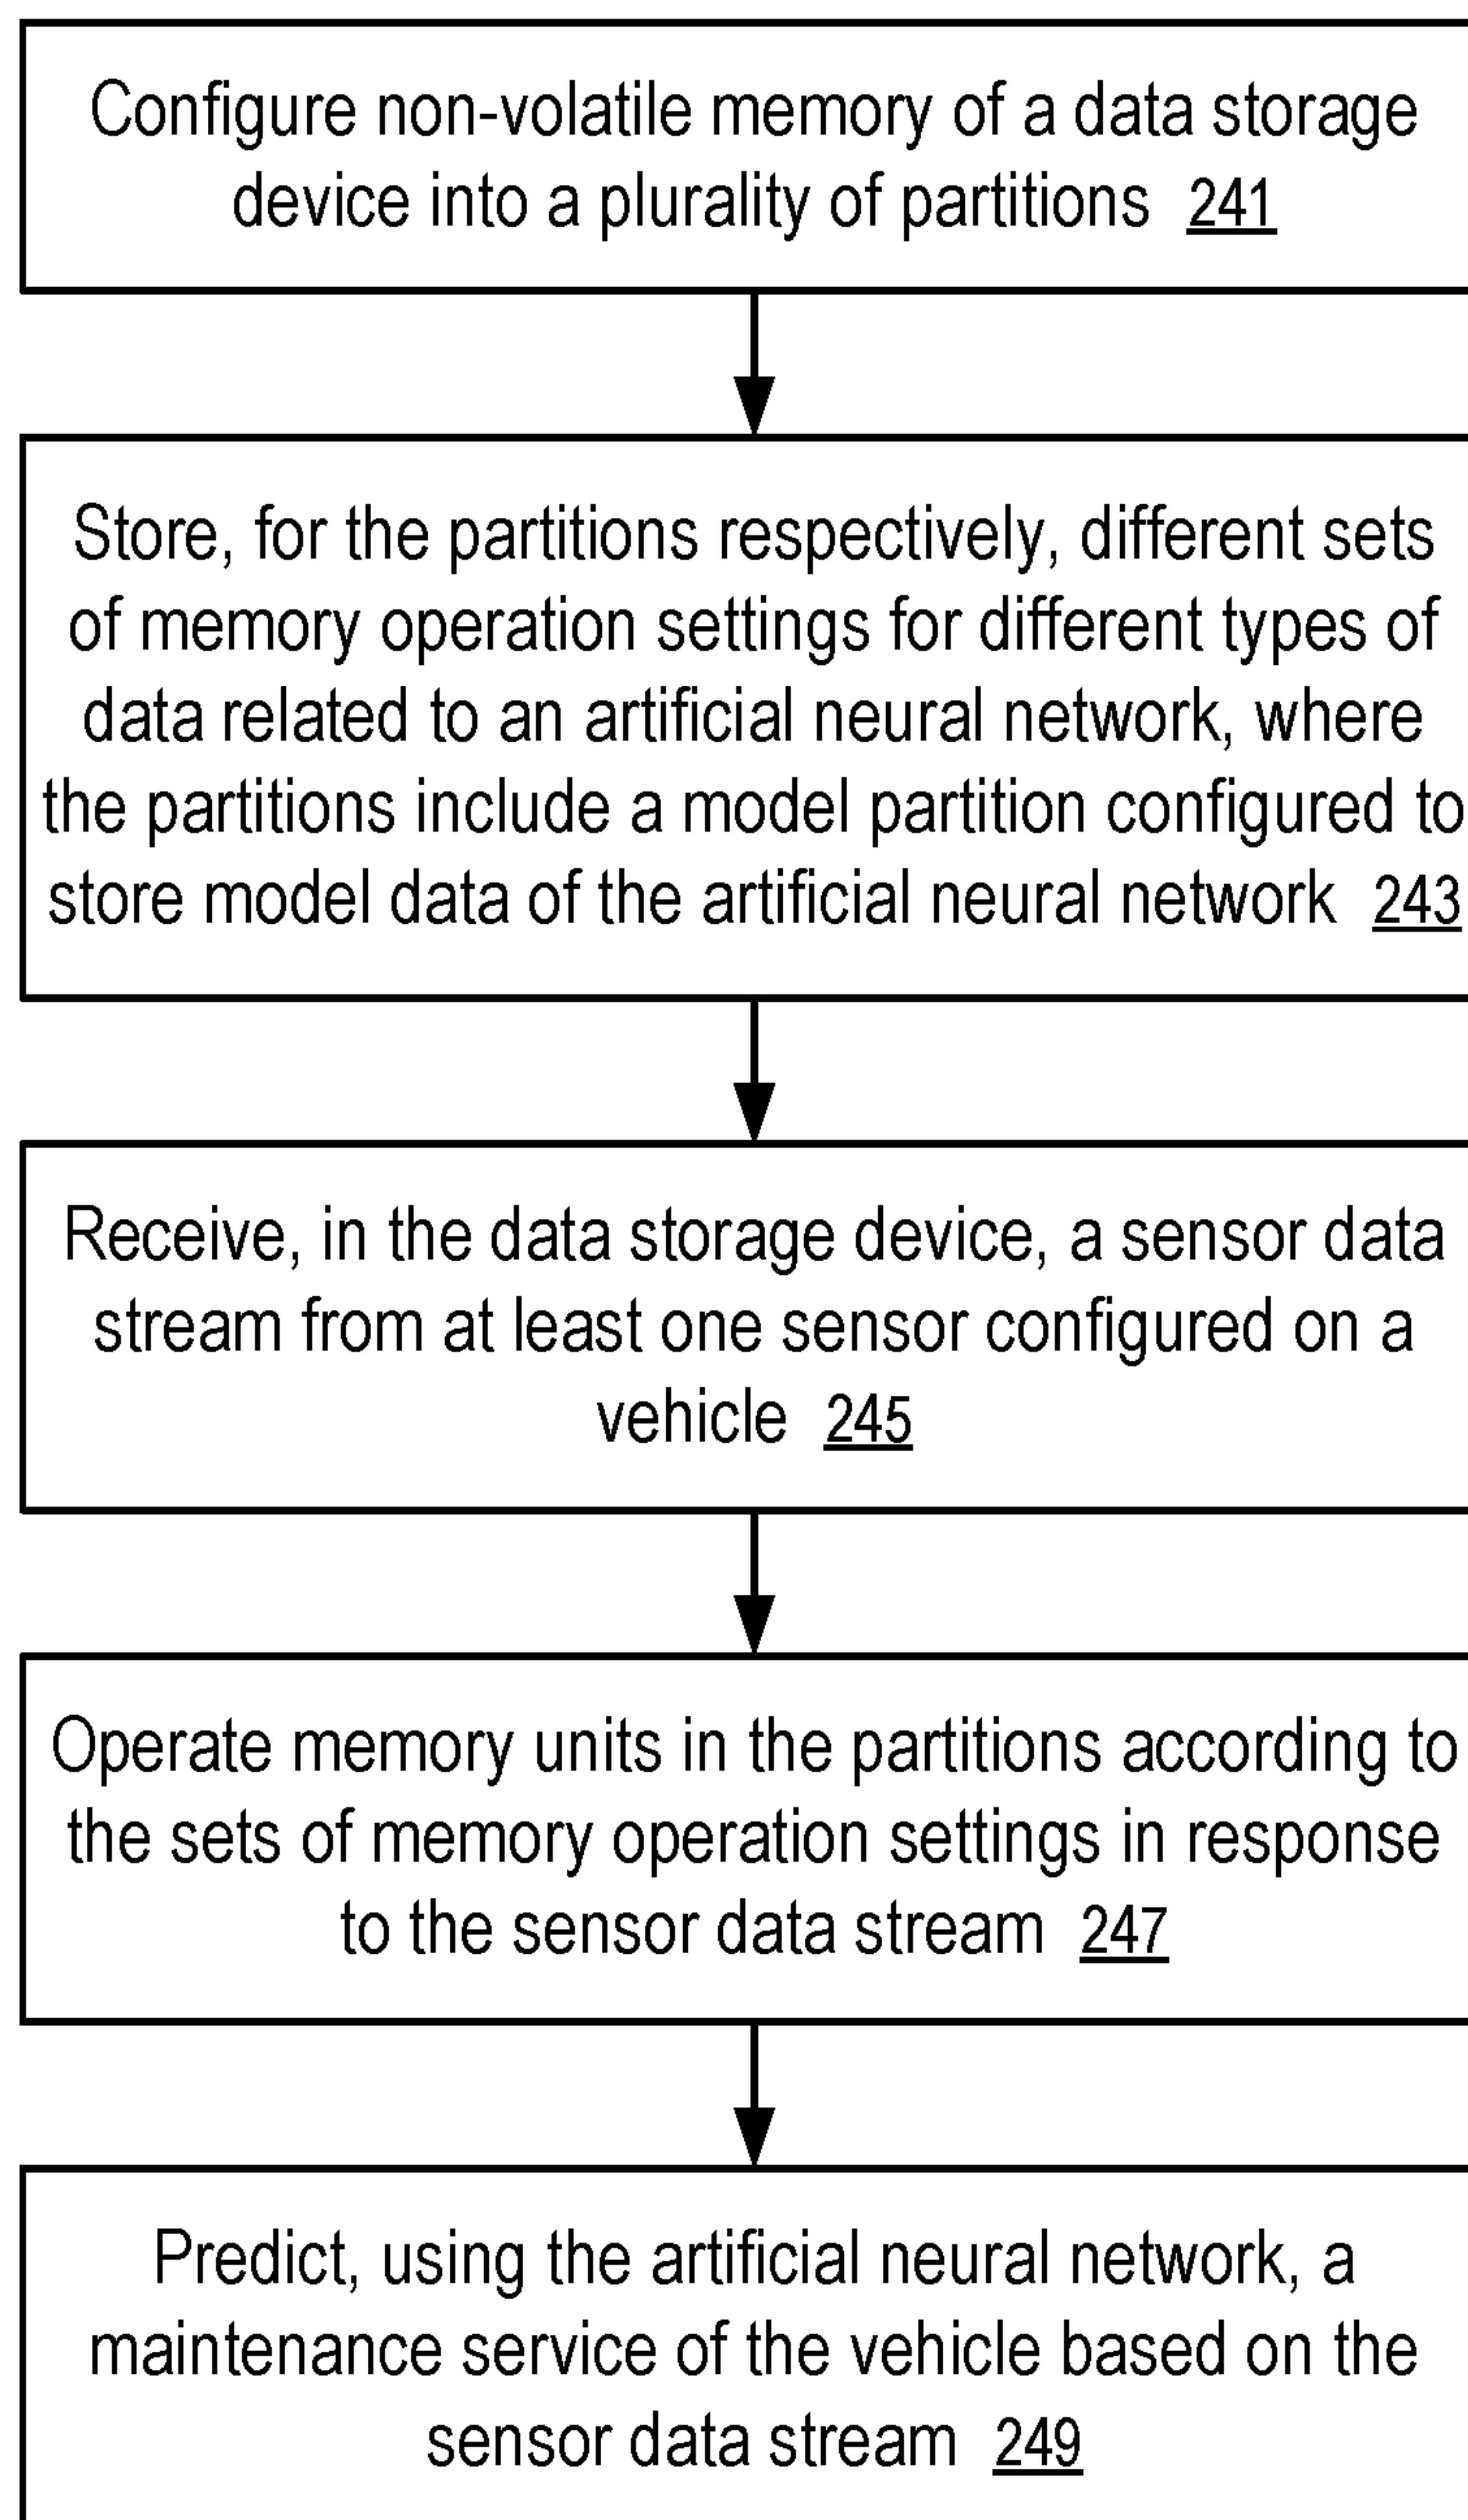 Configure non-volatile memory of a data storage
device into a plurality of partitions 241
Store, for the partitions respectively, different sets
of memory operation settings for different types of
data related to an artificial neural network, where
the partitions include a model partition configured to
store model data of the artificial neural network 243
Receive, in the data storage device, a sensor data
stream from at least one sensor configured on a
vehicle 245
Operate memory units in the partitions according to
the sets of memory operation settings in response
to the sensor data stream 247
Predict, using the artificial neural network, a
maintenance service of the vehicle based on the
sensor data stream 249